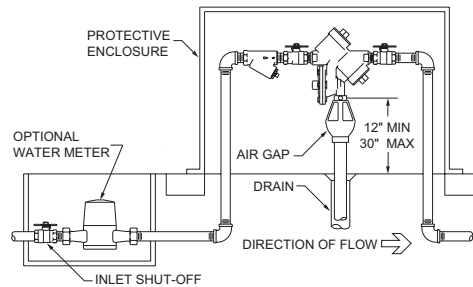 PROTECTIVE
ENCLOSURE
OPTIONAL
WATER METER
12" MIN
30" MAX
AIR GAP
DRAIN
DIRECTION OF FLOW
INLET SHUT-OFF